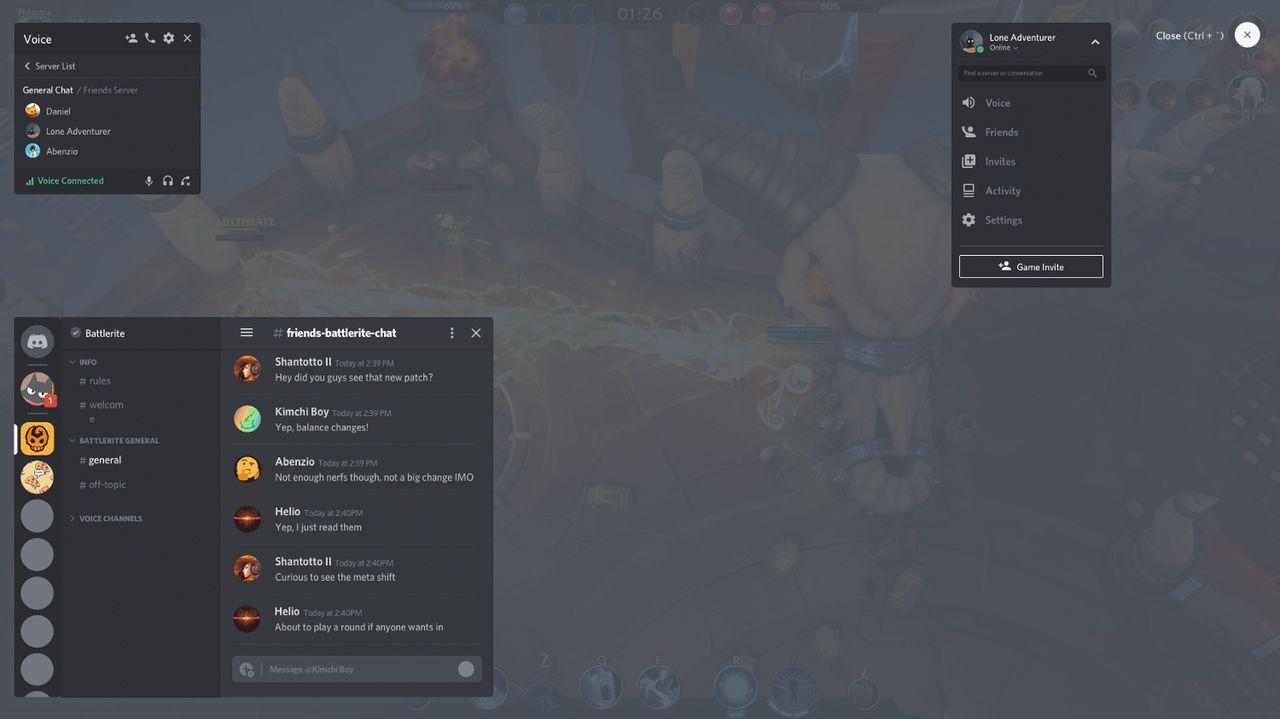 Poloma
69%
01:26
60%
Voice
Server List
General Chat / Friends Server
Daniel
Lone Adventurer
Abenzio
Voice Connected
ULTIMATE
Lone Adventurer
Online
Find a server or conversation
Voice
Friends
Invites
Activity
Settings
Game Invite
Close (Ctrl + `)
Jade
143
Battlerite
INFO
# rules
# welcom
e
BATTLERITE GENERAL
# general
# off-topic
VOICE CHANNELS
1
# friends-battlerite-chat
Shantotto II Today at 2:39 PM
Hey did you guys see that new patch?
Kimchi Boy Today at 2:39 PM
Yep, balance changes!
Abenzio Today at 2:39 PM
Not enough nerfs though, not a big change IMO
Helio Today at 2:40PM
Yep, I just read them
Shantotto II Today at 2:40PM
Curious to see the meta shift
Helio Today at 2:40PM
About to play a round if anyone wants in
Message @Kimchi Boy
2
Space
Q
E
R
F
Z